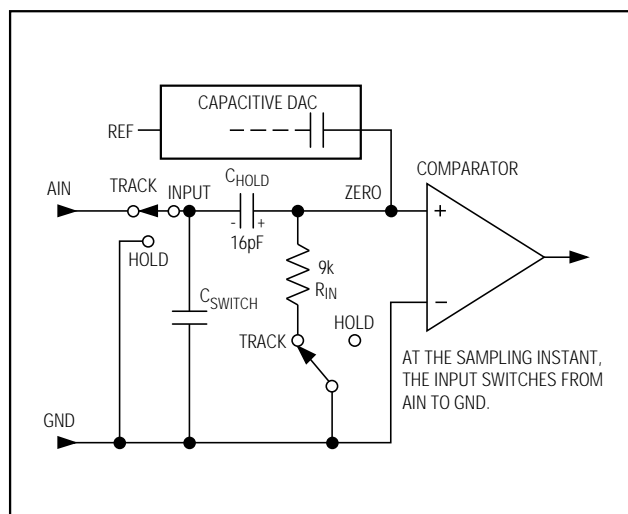 CAPACITIVE DAC
REF
COMPARATOR
AIN
TRACK
INPUT
CHOLD
ZERO
+
- +
16pF
HOLD
9k
RIN
CSWITCH
HOLD
TRACK
−
AT THE SAMPLING INSTANT,
THE INPUT SWITCHES FROM
AIN TO GND.
GND